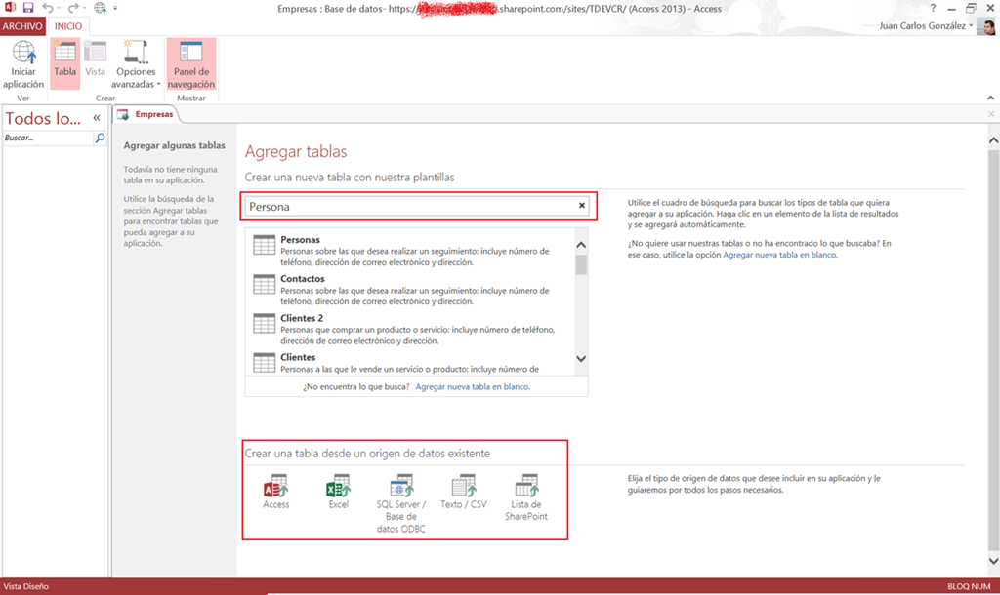 Empresas : Base de datos- https:// .sharepoint.com/sites/TDEVCR/ (Access 2013) - Access
?
ARCHIVO
INICIO
Juan Carlos González
Iniciar
aplicación
Tabla
Vista
Opciones
avanzadas
Panel de
navegación
Ver
Crear
Mostrar
Todos lo... «
Buscar...
Empresas
Agregar algunas tablas
Todavía no tiene ninguna
tabla en su aplicación.
Utilice la búsqueda de la
sección Agregar tablas
para encontrar tablas que
pueda agregar a su
aplicación.
Agregar tablas
Crear una nueva tabla con nuestra plantillas
Persona
Personas
Personas sobre las que desea realizar un seguimiento: incluye número de
teléfono, dirección de correo electrónico y dirección.
Contactos
Personas sobre las que desea realizar un seguimiento: incluye número de
teléfono, dirección de correo electrónico y dirección.
Clientes 2
Personas que comprar un producto o servicio: incluye número de teléfono,
dirección de correo electrónico y dirección.
Clientes
Personas a las que le vende un servicio o producto: incluye número de
¿No encuentra lo que busca? Agregar nueva tabla en blanco.
Utilice el cuadro de búsqueda para buscar los tipos de tabla que quiera
agregar a su aplicación. Haga clic en un elemento de la lista de resultados
y se agregará automáticamente.
¿No quiere usar nuestras tablas o no ha encontrado lo que buscaba? En
ese caso, utilice la opción Agregar nueva tabla en blanco.
Crear una tabla desde un origen de datos existente
Access
Excel
SQL Server /
Base de
datos ODBC
Texto / CSV
Lista de
SharePoint
Elija el tipo de origen de datos que desee incluir en su aplicación y le
guiaremos por todos los pasos necesarios.
Vista Diseño
BLOQ NUM